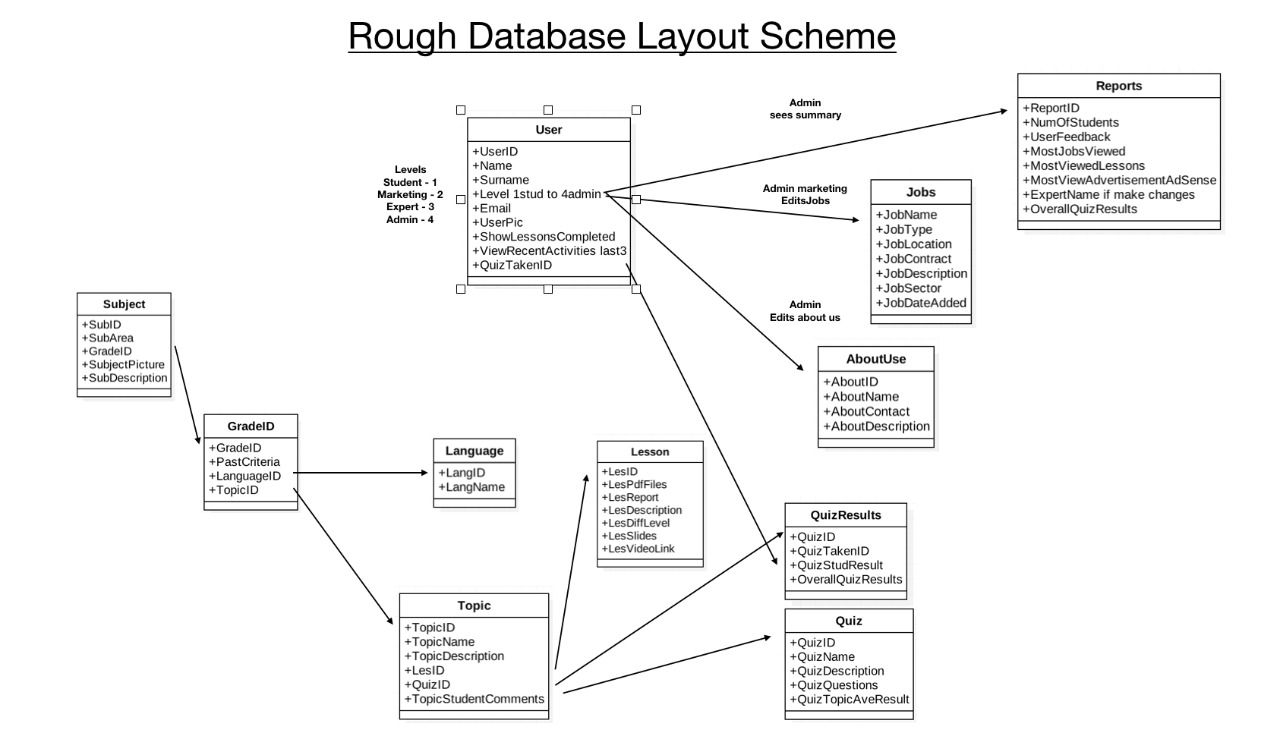 Rough Database Layout Scheme
Reports
+ReportID
+NumOfStudents
+UserFeedback
+MostJobsViewed
+MostViewedLessons
+MostViewAdvertisementAdSense
+ExpertName if make changes
+OverallQuizResults
Admin
sees summary
User
+UserID
+Name
+Surname
+Level 1stud to 4admin
+Email
+UserPic
+ShowLessonsCompleted
+ViewRecentActivities last3
+QuizTakenID
Levels
Student - 1
Marketing - 2
Expert - 3
Admin - 4
Admin marketing
EditsJobs
Jobs
+JobName
+JobType
+JobLocation
+JobContract
+JobDescription
+JobSector
+JobDateAdded
Admin
Edits about us
AboutUse
+AboutID
+AboutName
+AboutContact
+AboutDescription
Subject
+SubID
+SubArea
+GradeID
+SubjectPicture
+SubDescription
GradeID
+GradeID
+PastCriteria
+LanguageID
+TopicID
Language
+LangID
+LangName
Lesson
+LesID
+LesPdfFiles
+LesReport
+LesDescription
+LesDiffLevel
+LesSlides
+LesVideoLink
QuizResults
+QuizID
+QuizTakenID
+QuizStudResult
+OverallQuizResults
Topic
+TopicID
+TopicName
+TopicDescription
+LesID
+QuizID
+TopicStudentComments
Quiz
+QuizID
+QuizName
+QuizDescription
+QuizQuestions
+QuizTopicAveResult